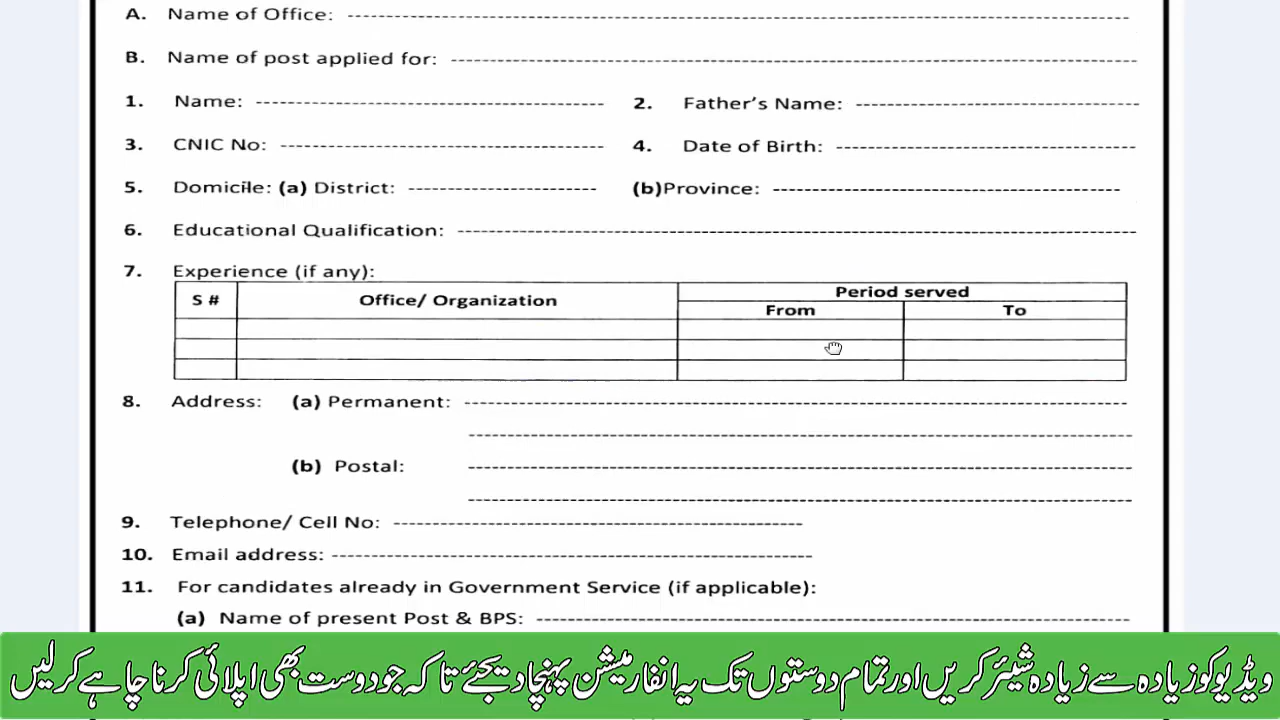 A. Name of Office:
B. Name of post applied for:
1. Name: 2. Father's Name:
3. CNIC No: 4. Date of Birth:
5. Domicile: (a) District: (b)Province:
6. Educational Qualification:
7. Experience (if any):
S # Office/ Organization Period served
From To
8. Address: (a) Permanent:
(b) Postal:
9. Telephone/ Cell No:
10. Email address:
11. For candidates already in Government Service (if applicable):
(a) Name of present Post & BPS:
ویڈیو کو زیادہ سے زیادہ شیئر کریں اور تمام دوستوں تک یہ انفارمیشن پہنچا دیجئے تاکہ جو دوست بھی اپلائی کرنا چاہے کر لیں